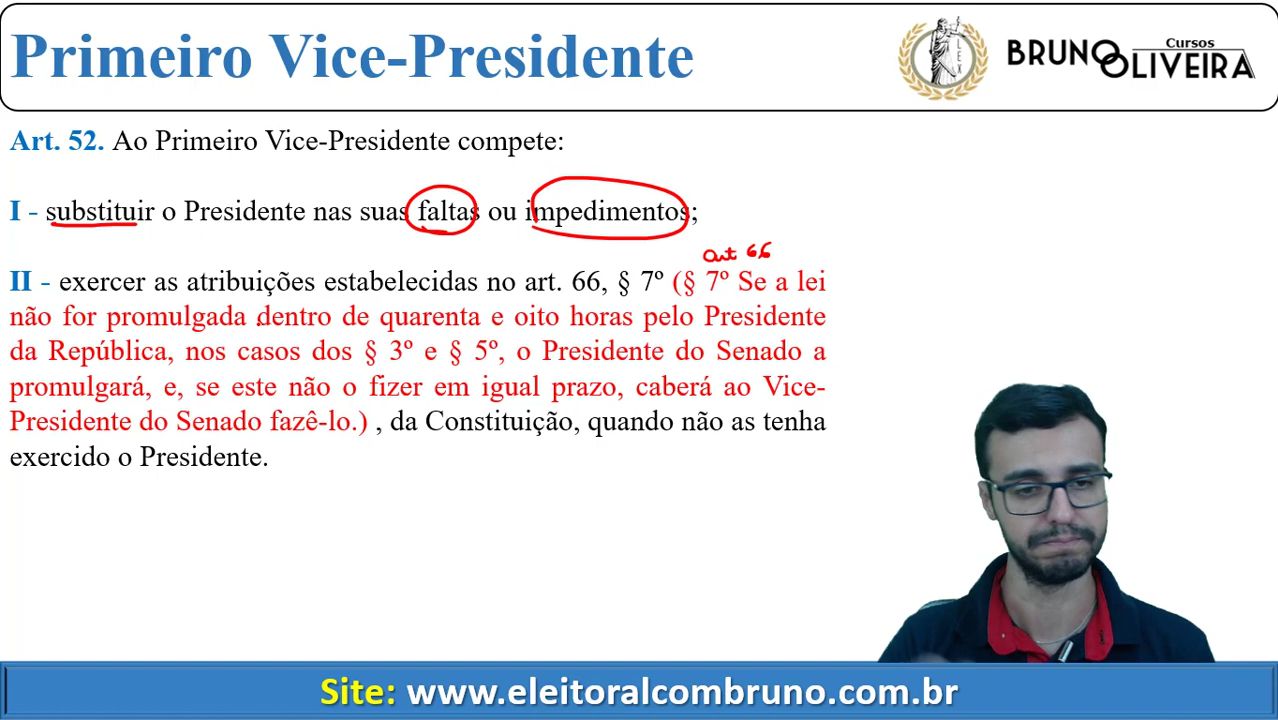 Primeiro Vice-Presidente
Cursos
BRUNO
OLIVEIRA
LEX
Art. 52. Ao Primeiro Vice-Presidente compete:
I - substituir o Presidente nas suas faltas ou impedimentos;
art 66
II - exercer as atribuições estabelecidas no art. 66, § 7º (§ 7º Se a lei
não for promulgada dentro de quarenta e oito horas pelo Presidente
da República, nos casos dos § 3º e § 5º, o Presidente do Senado a
promulgará, e, se este não o fizer em igual prazo, caberá ao Vice-
Presidente do Senado fazê-lo.) , da Constituição, quando não as tenha
exercido o Presidente.
Site: www.eleitoralcombruno.com.br